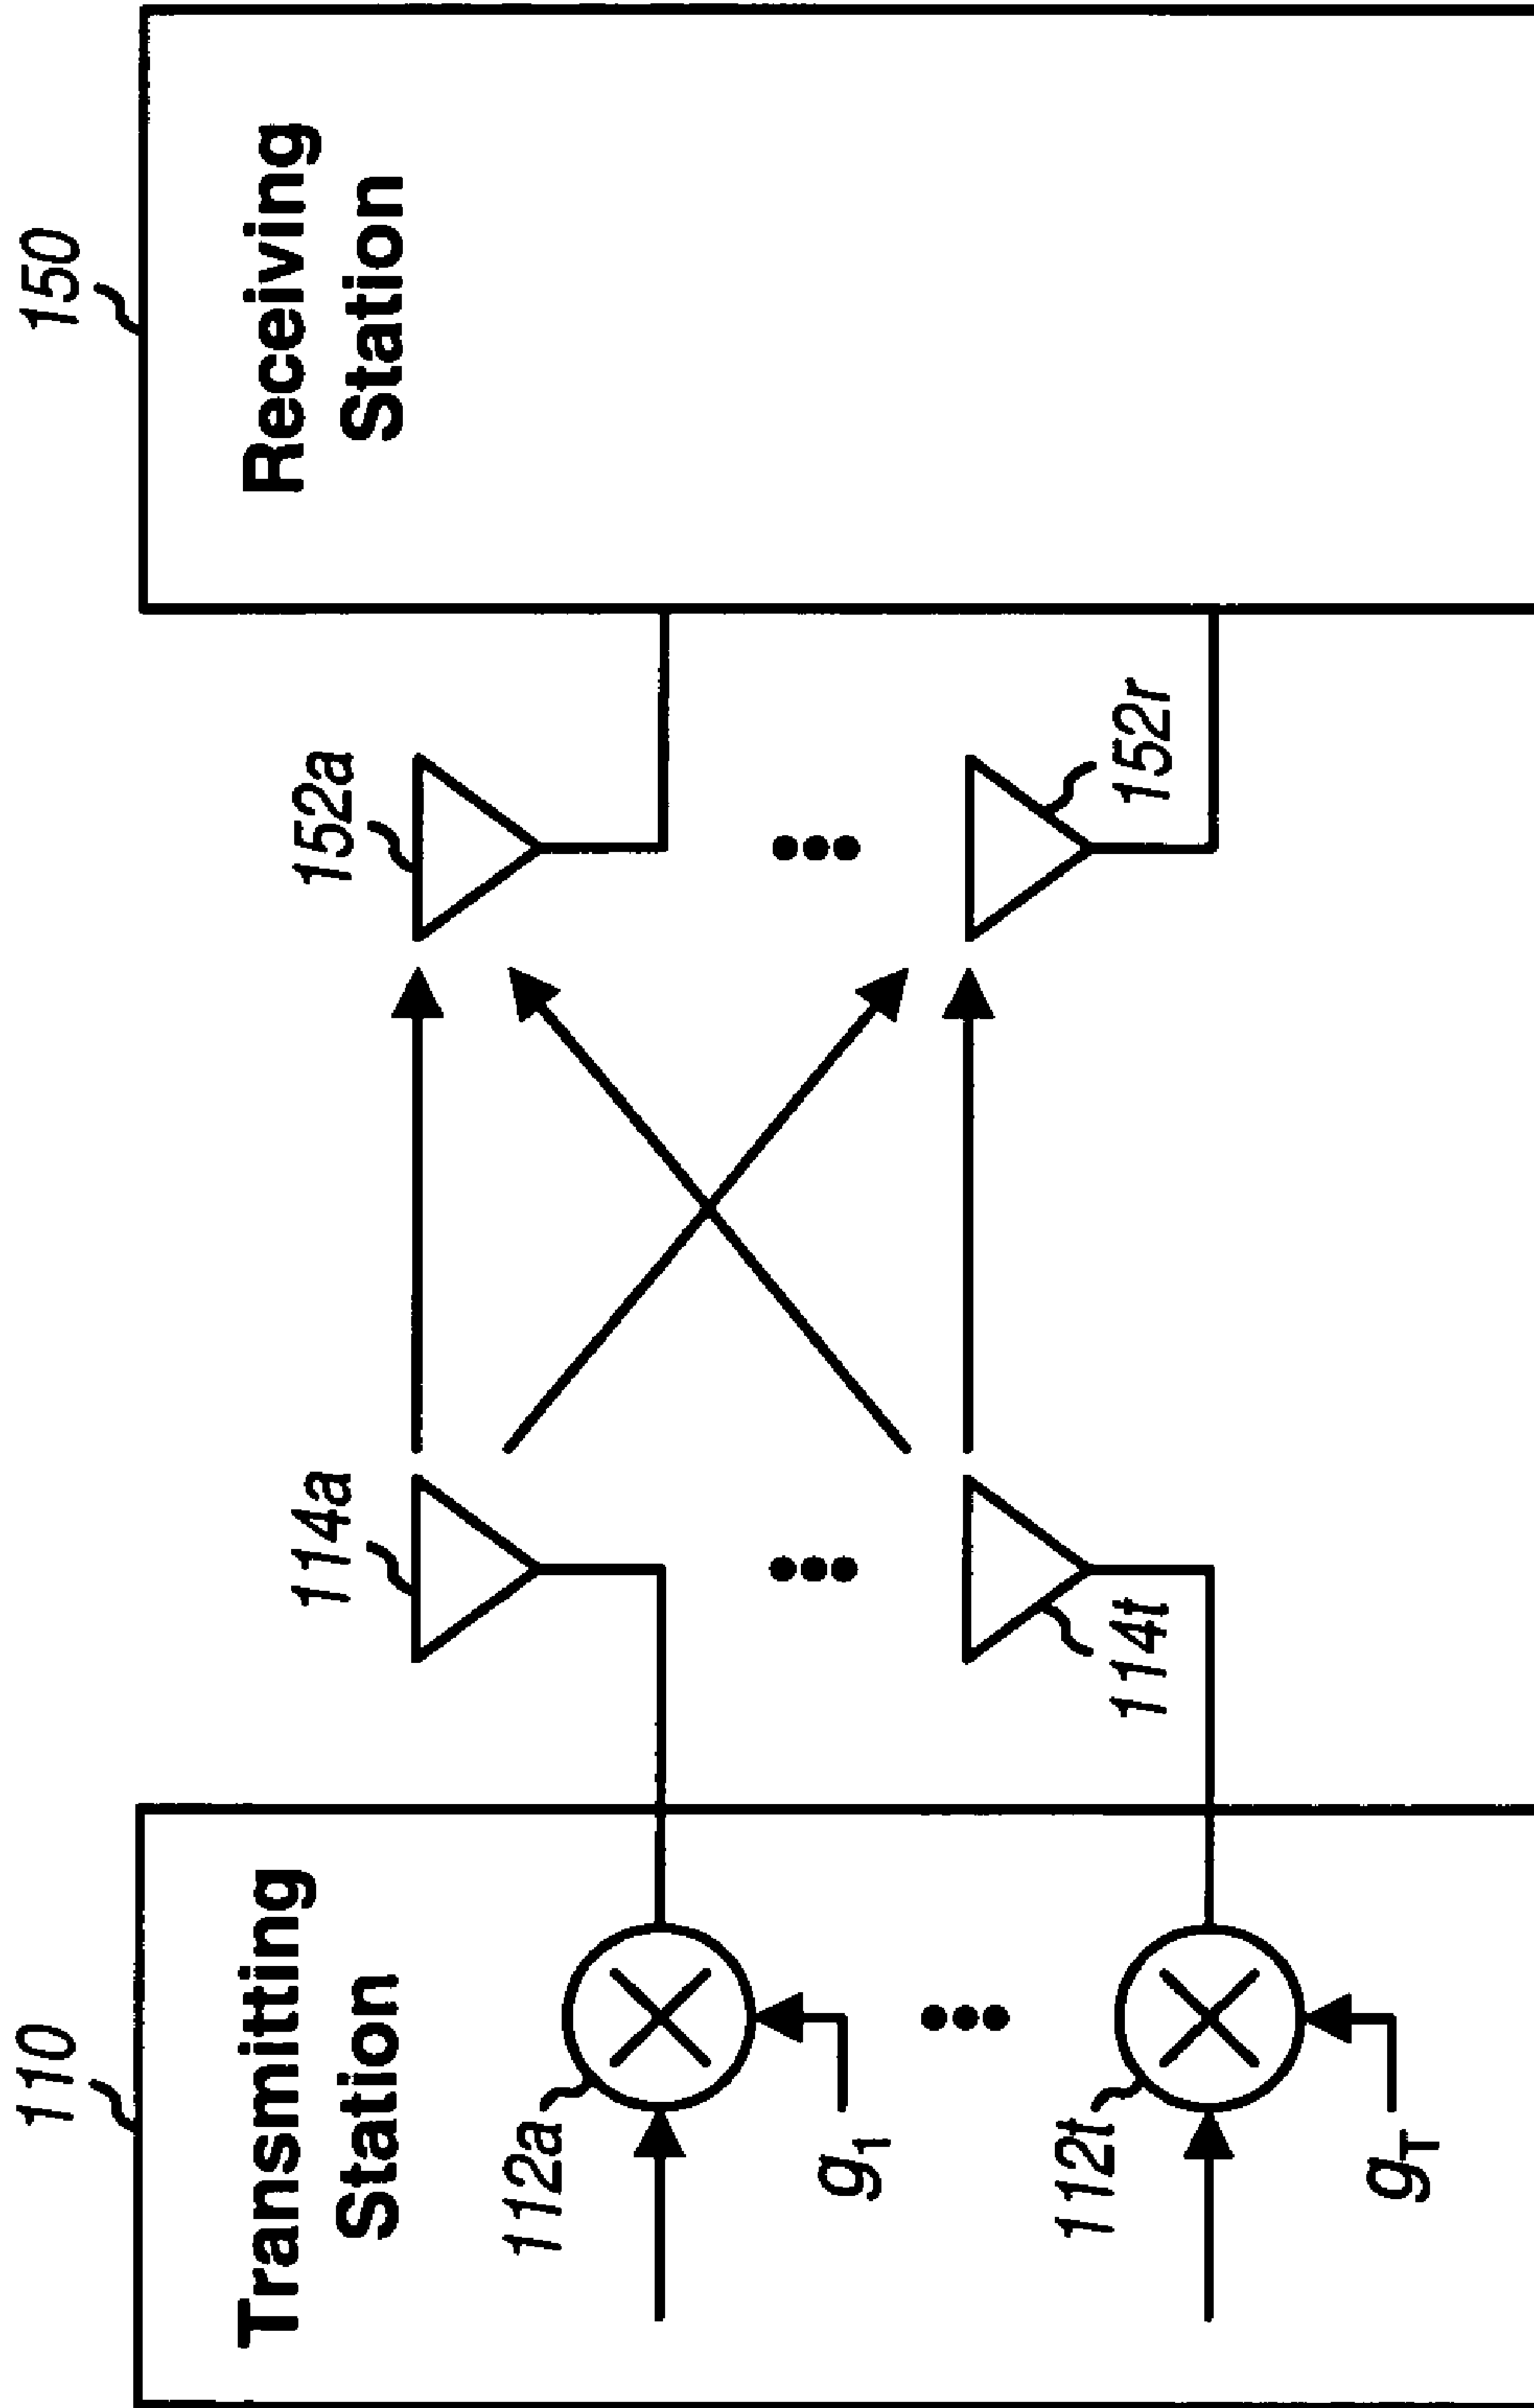 110
Transmitting
Station
112a
g1
112t
gT
114a
114t
152a
152r
150
Receiving
Station